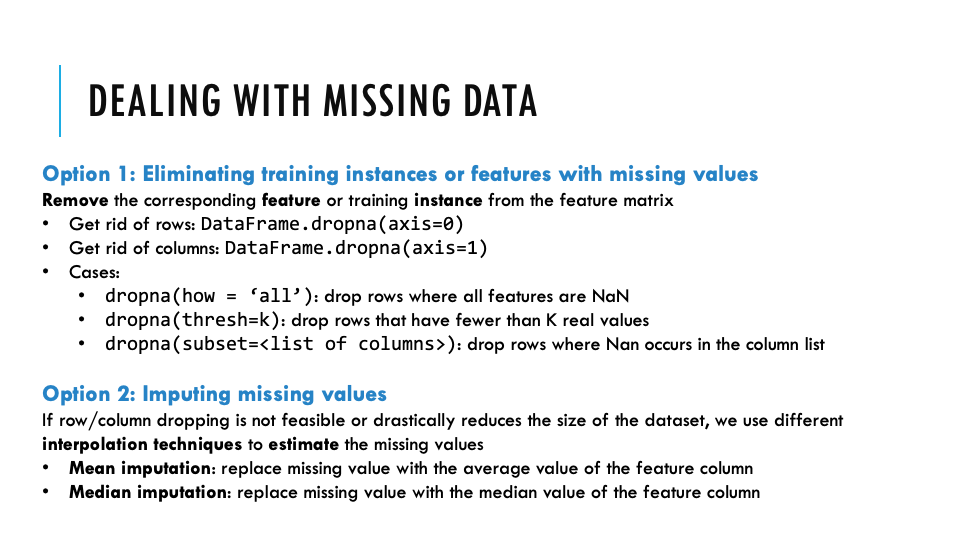 DEALING WITH MISSING DATA
Option 1: Eliminating training instances or features with missing values
Remove the corresponding feature or training instance from the feature matrix
• Get rid of rows: DataFrame.dropna(axis=0)
• Get rid of columns: DataFrame.dropna(axis=1)
• Cases:
• dropna(how = ‘all’): drop rows where all features are NaN
• dropna(thresh=k): drop rows that have fewer than K real values
• dropna(subset=<list of columns>): drop rows where Nan occurs in the column list
Option 2: Imputing missing values
If row/column dropping is not feasible or drastically reduces the size of the dataset, we use different
interpolation techniques to estimate the missing values
• Mean imputation: replace missing value with the average value of the feature column
• Median imputation: replace missing value with the median value of the feature column